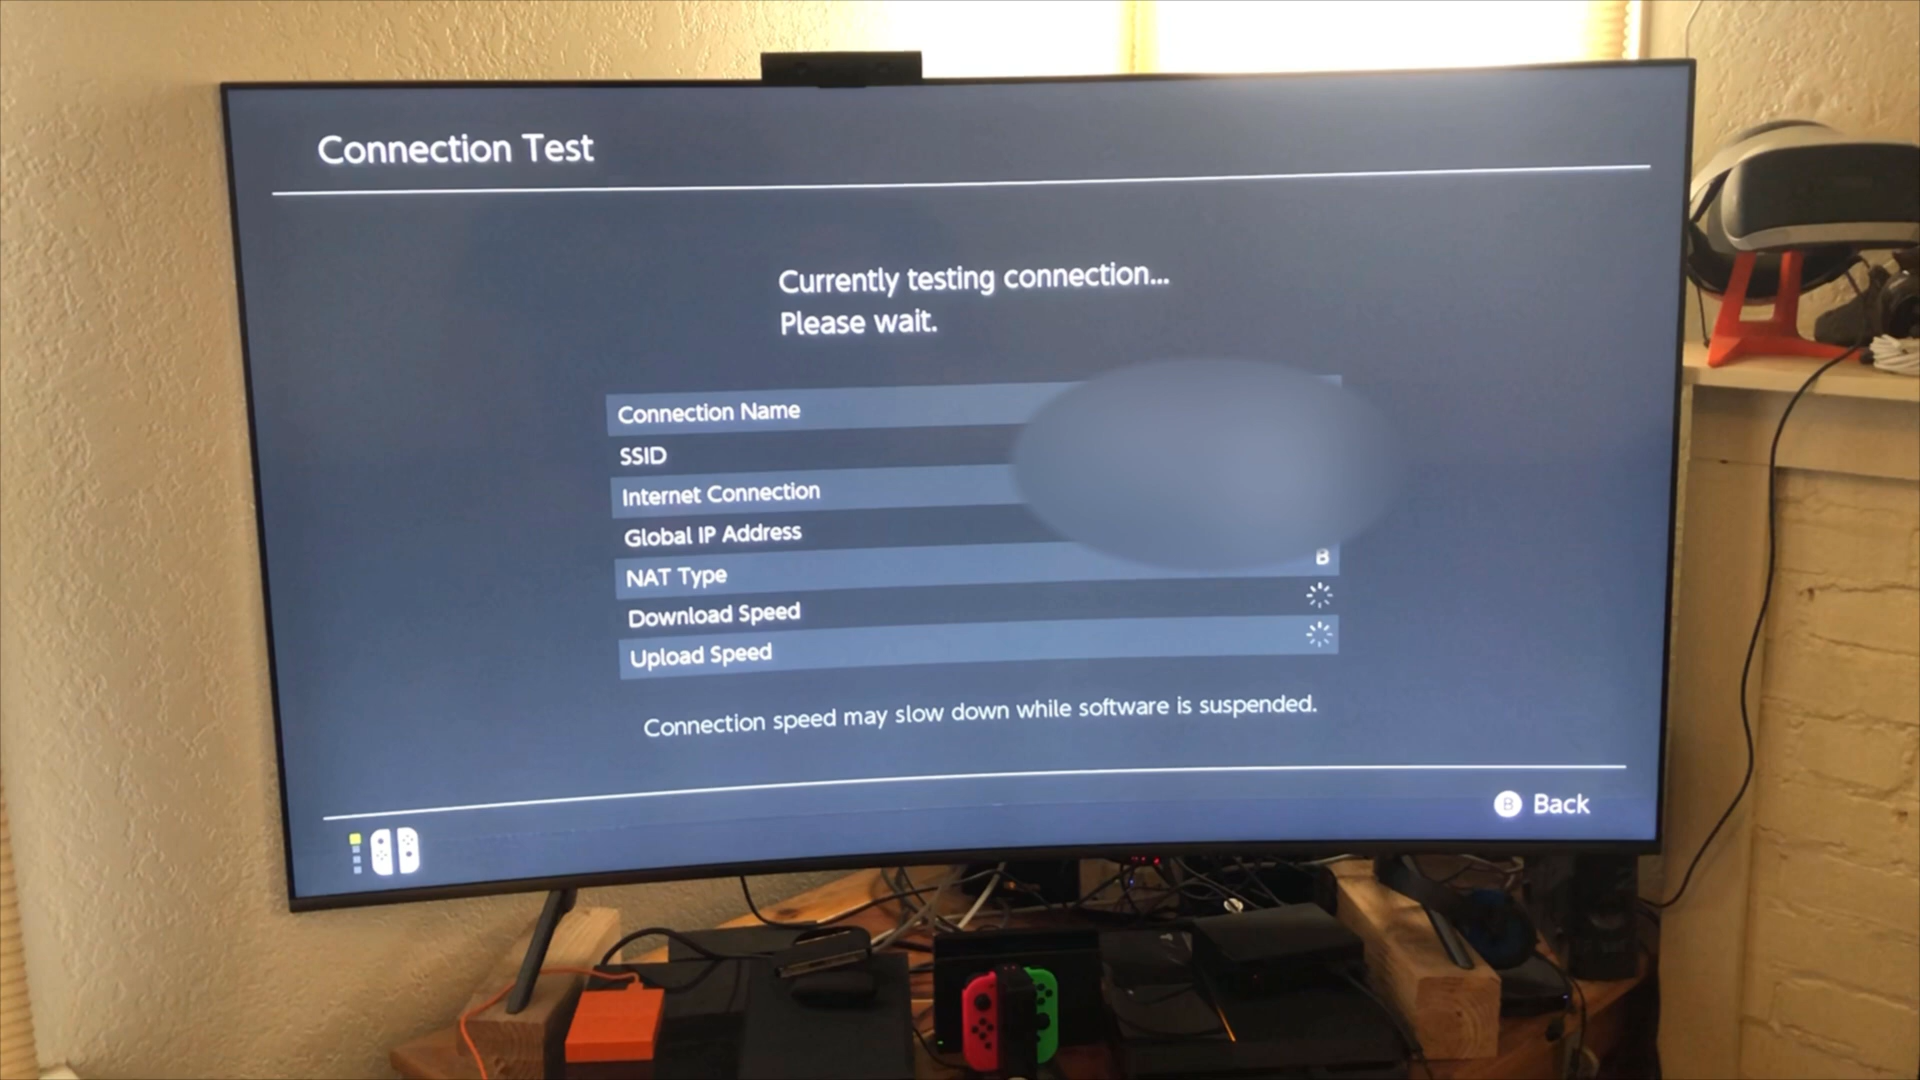 Connection Test
Currently testing connection...
Please wait.
Connection Name
SSID
Internet Connection
Global IP Address
NAT Type B
Download Speed
Upload Speed
Connection speed may slow down while software is suspended.
B Back